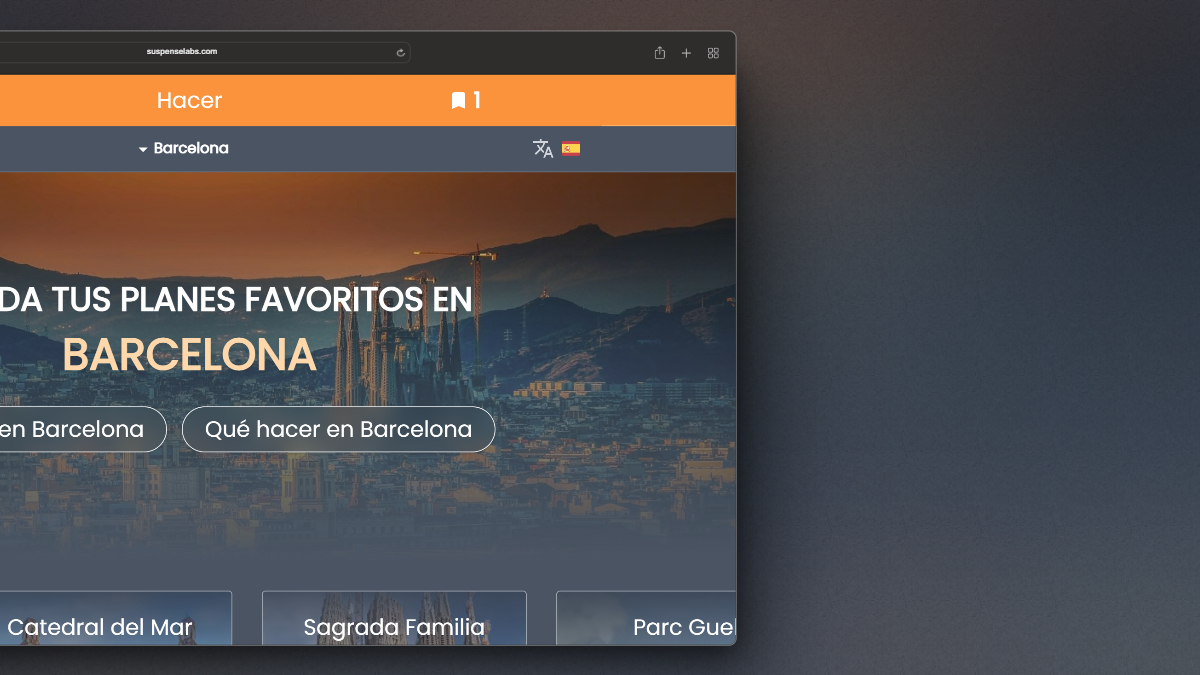 suspenselabs.com
Hacer
1
Barcelona
DA TUS PLANES FAVORITOS EN
BARCELONA
en Barcelona
Qué hacer en Barcelona
Catedral del Mar
Sagrada Familia
Parc Guel